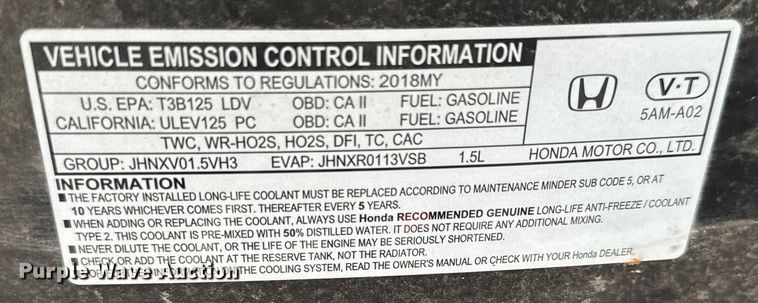 VEHICLE EMISSION CONTROL INFORMATION
CONFORMS TO REGULATIONS: 2018MY
U.S. EPA: T3B125 LDV OBD: CA II FUEL: GASOLINE
CALIFORNIA: ULEV125 PC OBD: CA II FUEL: GASOLINE
TWC, WR-HO2S, HO2S, DFI, TC, CAC
GROUP: JHNXV01.5VH3 EVAP: JHNXR0113VSB 1.5L
V·T
5AM-A02
HONDA MOTOR CO., LTD.
INFORMATION
■ THE FACTORY INSTALLED LONG-LIFE COOLANT MUST BE REPLACED ACCORDING TO MAINTENANCE MINDER SUB CODE 5, OR AT
10 YEARS WHICHEVER COMES FIRST. THEREAFTER EVERY 5 YEARS.
■ WHEN ADDING OR REPLACING THE COOLANT, ALWAYS USE Honda RECOMMENDED GENUINE LONG-LIFE ANTI-FREEZE / COOLANT
TYPE 2. THIS COOLANT IS PRE-MIXED WITH 50% DISTILLED WATER. IT DOES NOT REQUIRE ANY ADDITIONAL MIXING.
■ NEVER DILUTE THE COOLANT, OR THE LIFE OF THE ENGINE MAY BE SERIOUSLY SHORTENED.
■ CHECK OR ADD THE COOLANT AT THE RESERVE TANK, NOT THE RADIATOR.
THE COOLING SYSTEM, READ THE OWNER'S MANUAL OR CHECK WITH YOUR Honda DEALER.
Purple Wave Auction